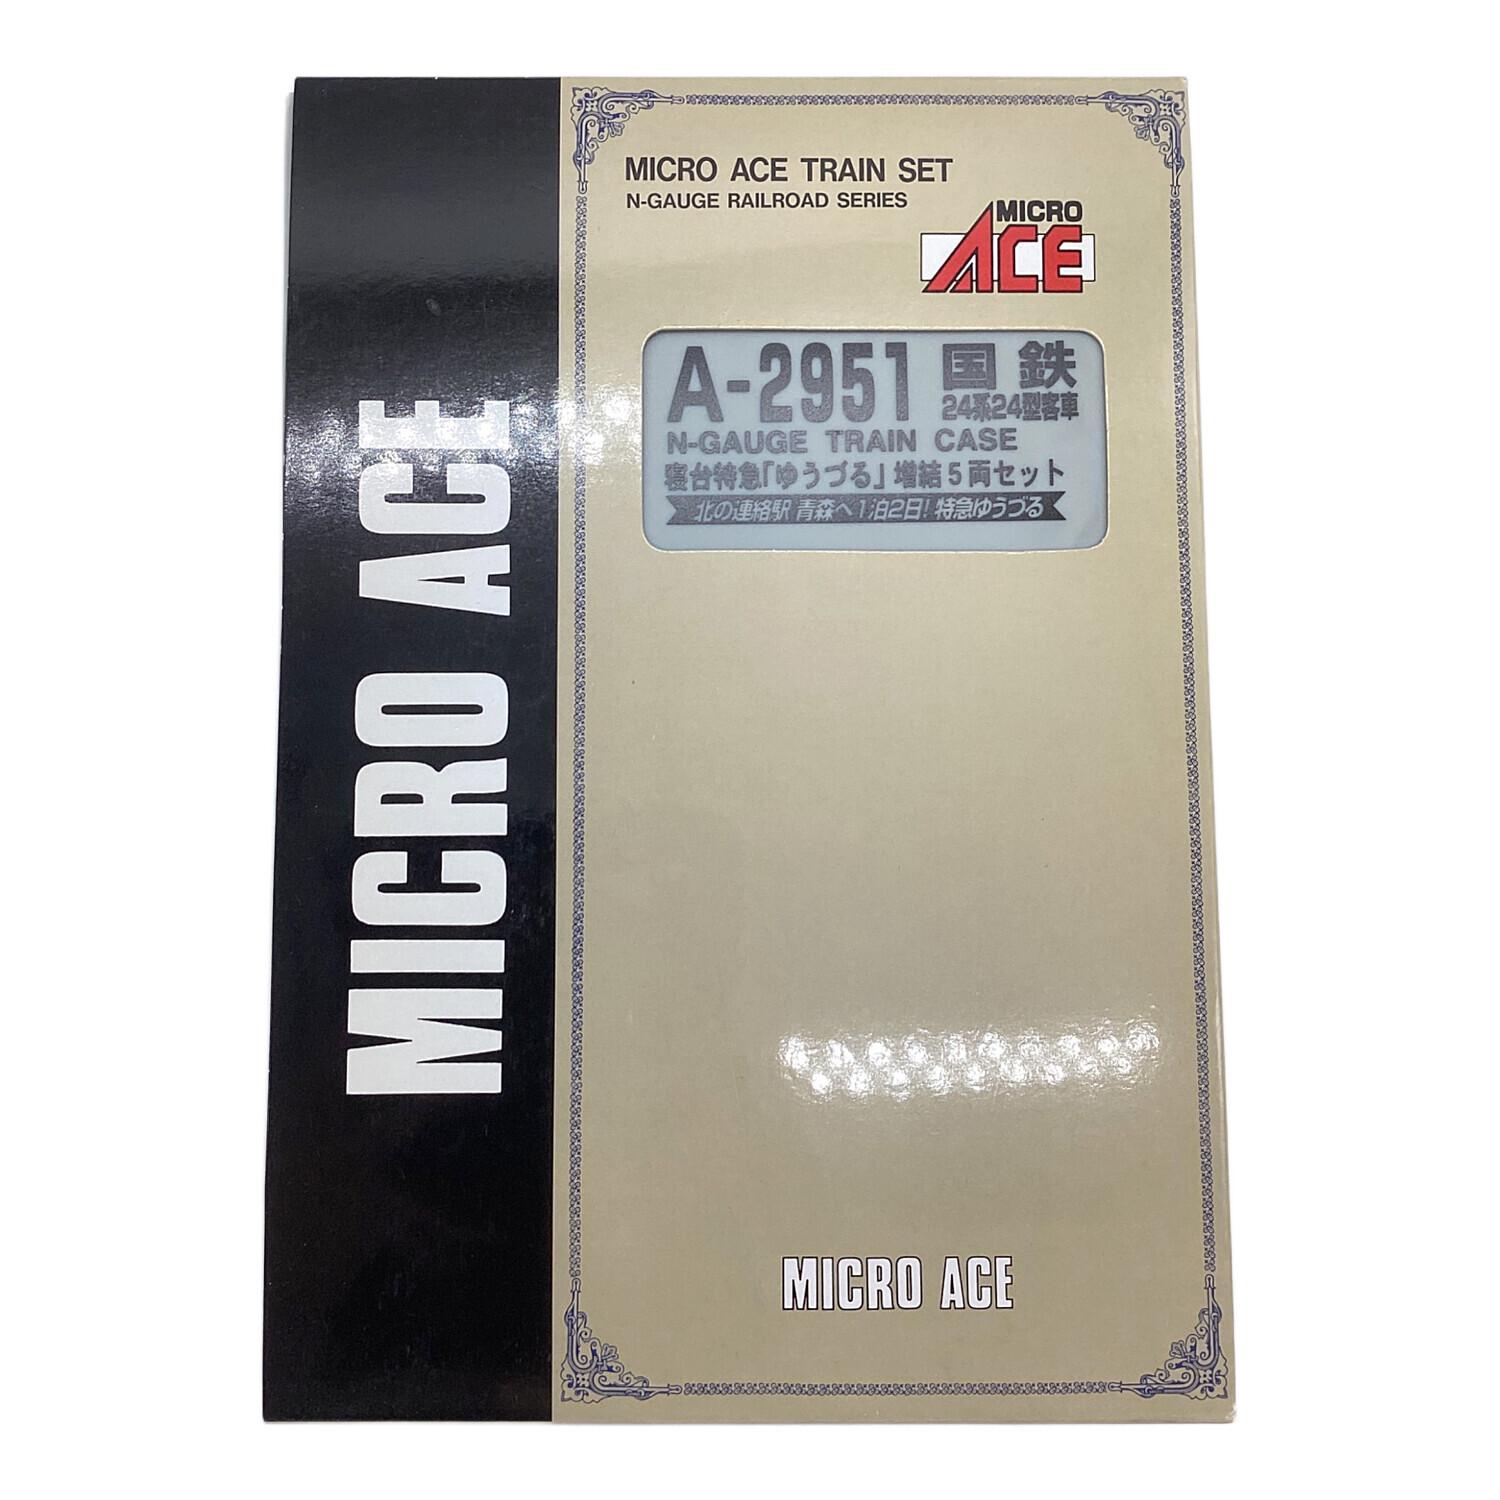 MICRO ACE
MICRO ACE TRAIN SET
N-GAUGE RAILROAD SERIES
MICRO
ACE
A-2951 国鉄
24系24型客車
N-GAUGE TRAIN CASE
寝台特急「ゆうづる」増結5両セット
北の連絡駅 青森へ1泊2日! 特急ゆうづる
MICRO ACE